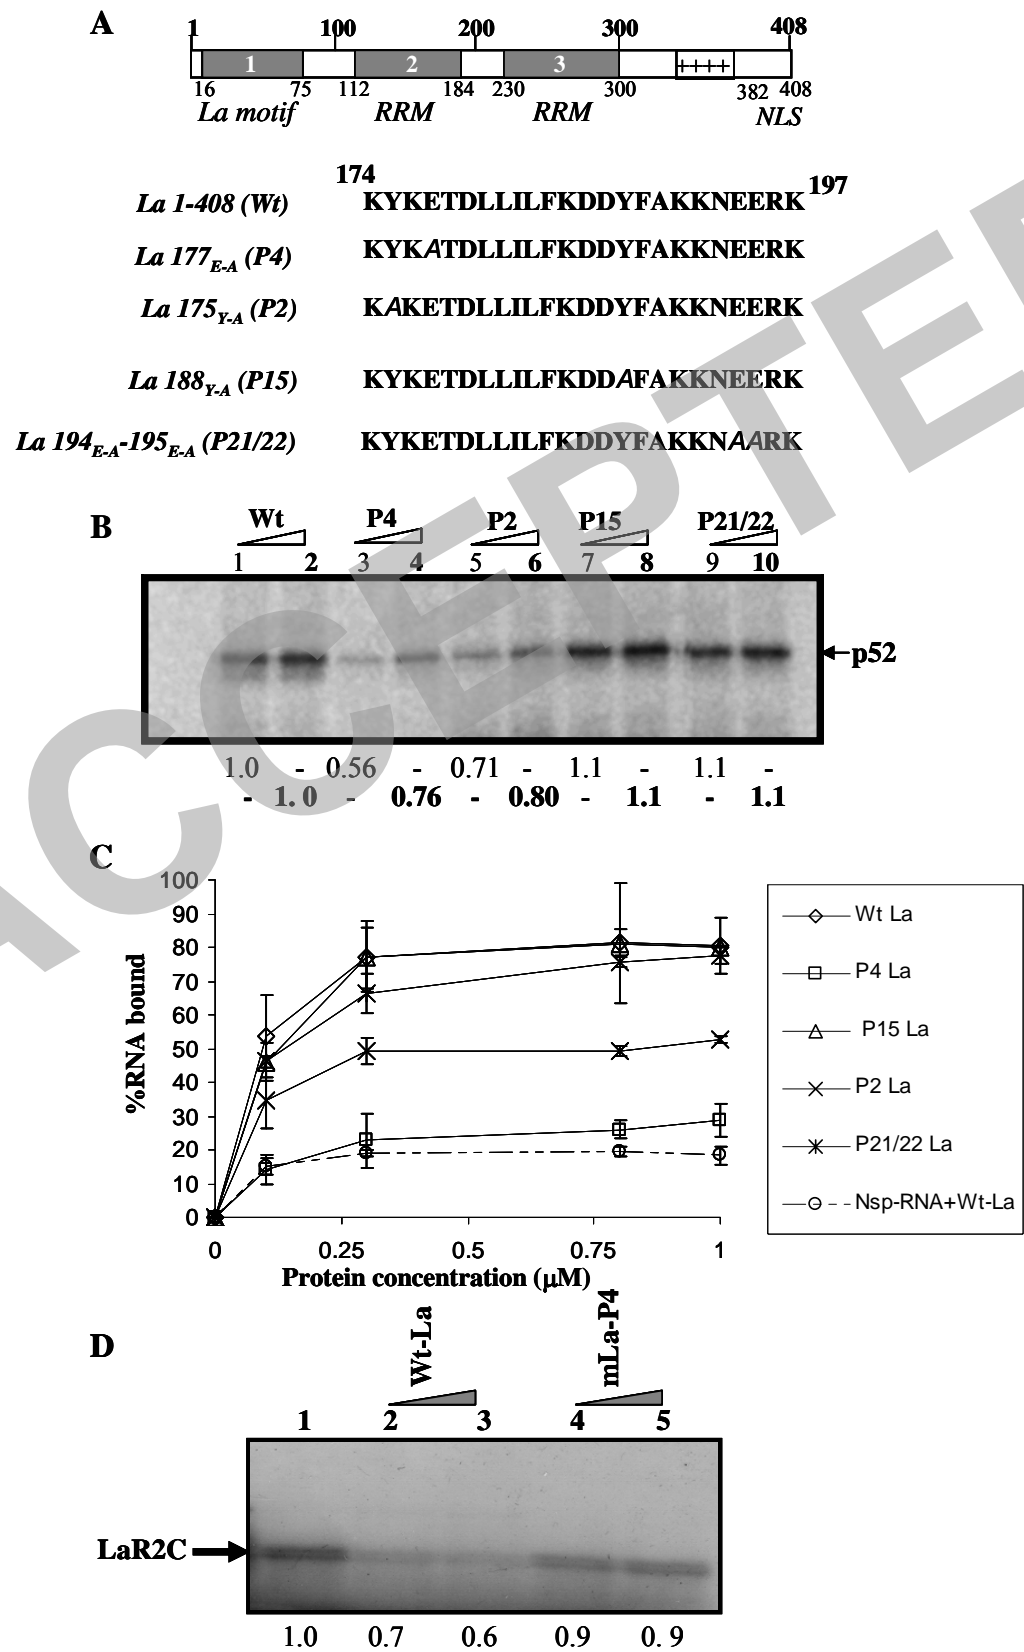 A
1 100 200 300 408
1 2 3 ++++
16 75 112 184 230 300 382 408
La motif RRM RRM NLS
174 197
La 1-408 (Wt) KYKETDLLILFKDDYFAKKNEERK
La 177E-A (P4) KYKATDLLILFKDDYFAKKNEERK
La 175Y-A (P2) KAKETDLLILFKDDYFAKKNEERK
La 188Y-A (P15) KYKETDLLILFKDDAFAKKNEERK
La 194E-A-195E-A (P21/22) KYKETDLLILFKDDYFAKKNAARK
B
Wt P4 P2 P15 P21/22
1 2 3 4 5 6 7 8 9 10
p52
1.0 - 0.56 - 0.71 - 1.1 - 1.1 -
- 1. 0 - 0.76 - 0.80 - 1.1 - 1.1
C
%RNA bound
100
90
80
70
60
50
40
30
20
10
0
0 0.25 0.5 0.75 1
Protein concentration (μM)
Wt La
P4 La
P15 La
P2 La
P21/22 La
Nsp-RNA+Wt-La
D
Wt-La mLa-P4
1 2 3 4 5
LaR2C
1.0 0.7 0.6 0.9 0. 9
ACCEPTE